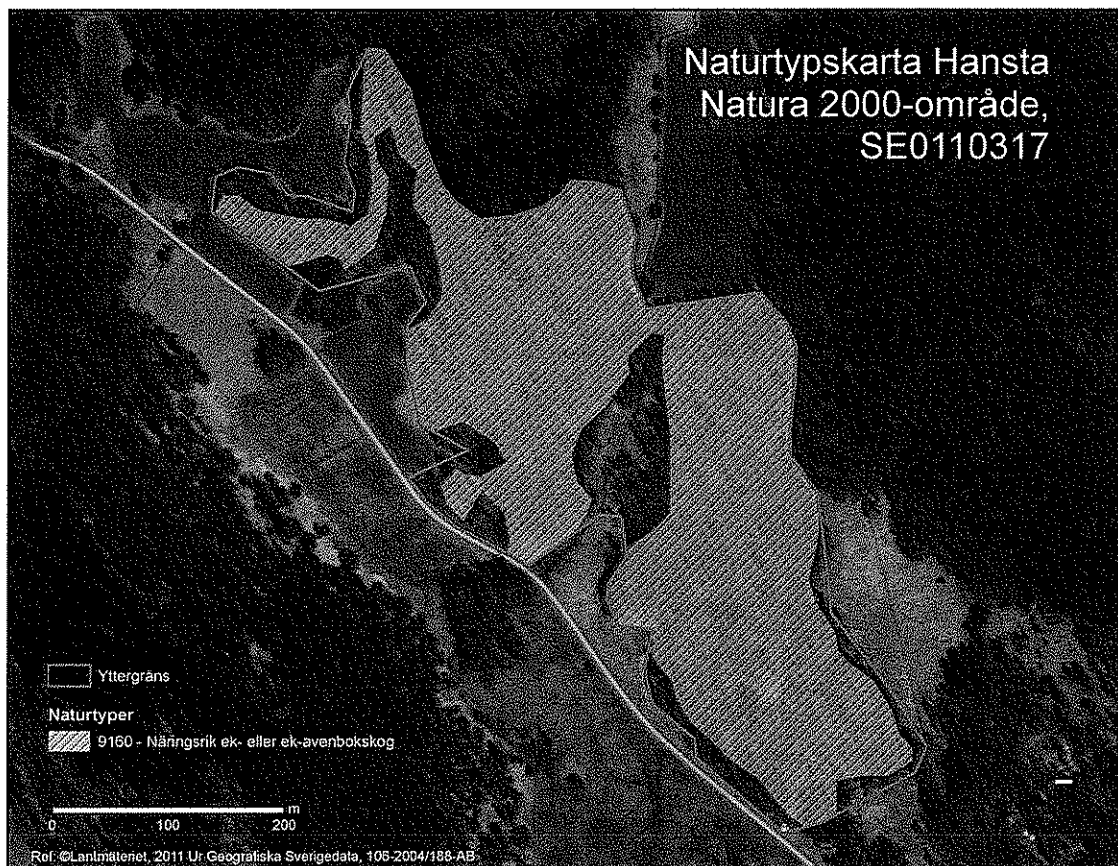 Naturtypskarta Hansta
Natura 2000-område,
SE0110317
Yttergräns
Naturtyper
9160 - Näringsrik ek- eller ek-avenbokskog
m
0 100 200
Ref: ©Lantmäteriet, 2011 Ur Geografiska Sverigedata, 106-2004/188-AB